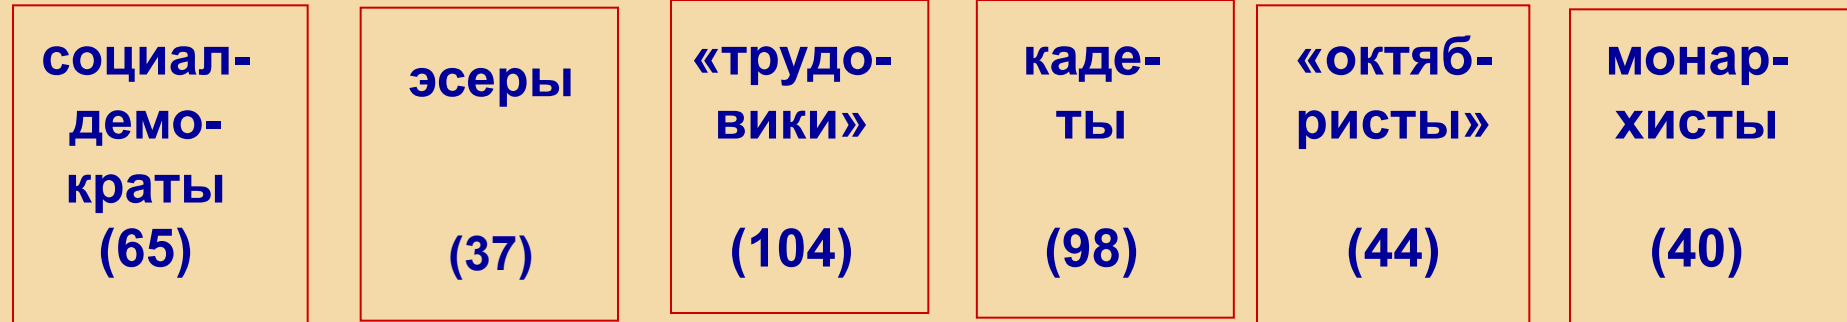 социал-
демо-
краты
(65)
эсеры
(37)
«трудо-
вики»
(104)
каде-
ты
(98)
«октяб-
ристы»
(44)
монар-
хисты
(40)